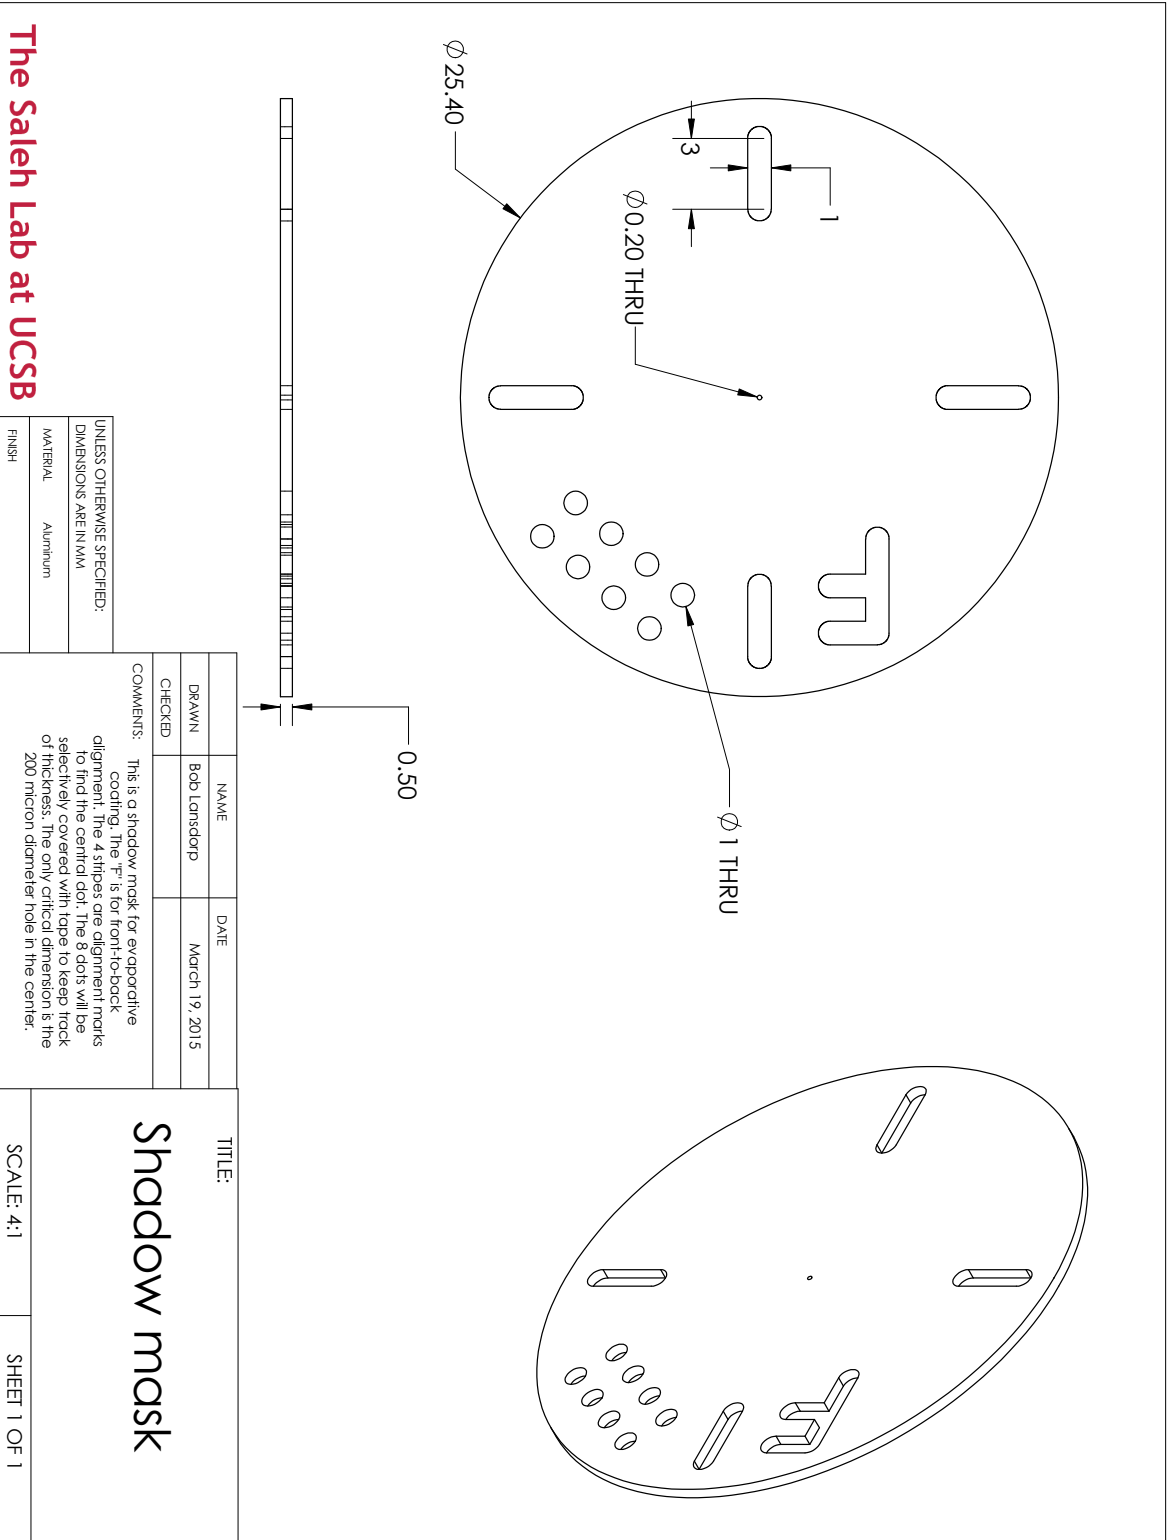 Ø25.40
3
1
Ø0.20 THRU
Ø1 THRU
0.50
The Saleh Lab at UCSB
UNLESS OTHERWISE SPECIFIED:
DIMENSIONS ARE IN MM
MATERIAL Aluminum
FINISH
NAME DATE
DRAWN Bob Lansdorp March 19, 2015
CHECKED
COMMENTS: This is a shadow mask for evaporative
coating. The "F" is for front-to-back
alignment. The 4 stripes are alignment marks
to find the central dot. The 8 dots will be
selectively covered with tape to keep track
of thickness. The only critical dimension is the
200 micron diameter hole in the center.
TITLE:
Shadow mask
SCALE: 4:1 SHEET 1 OF 1